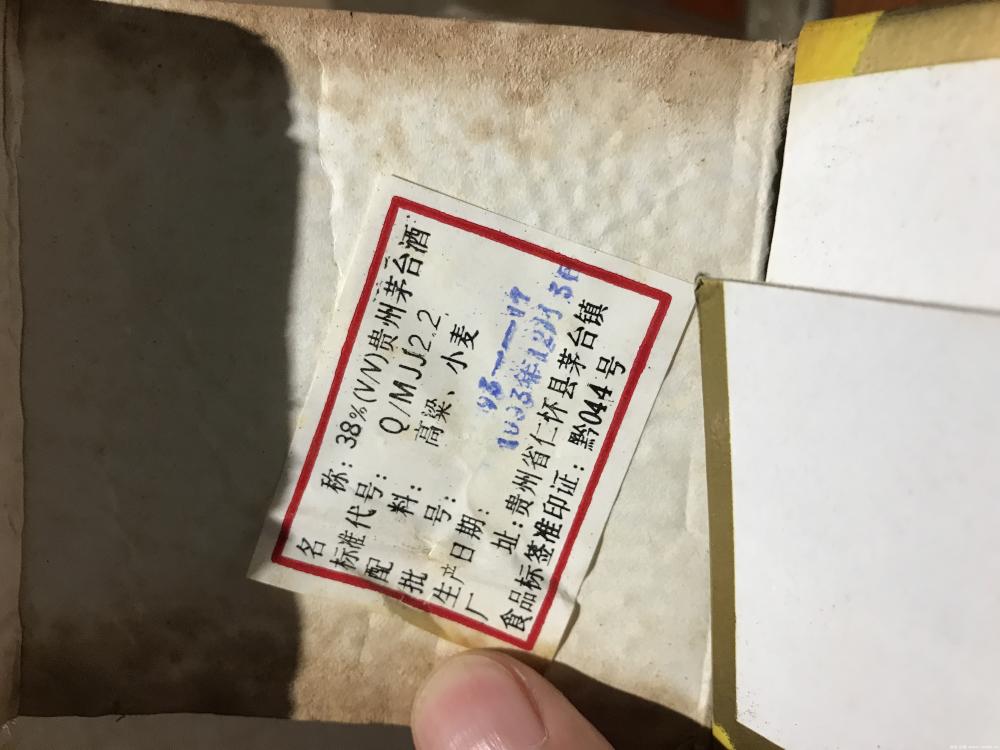 名 称：38%(V/V)贵州茅台酒
标准代号：Q/MJJ2.2
配 料：高粱、小麦
批 号：93—
生产日期：1993年12月3日
厂 址：贵州省仁怀县茅台镇
食品标签准印证：黔044号